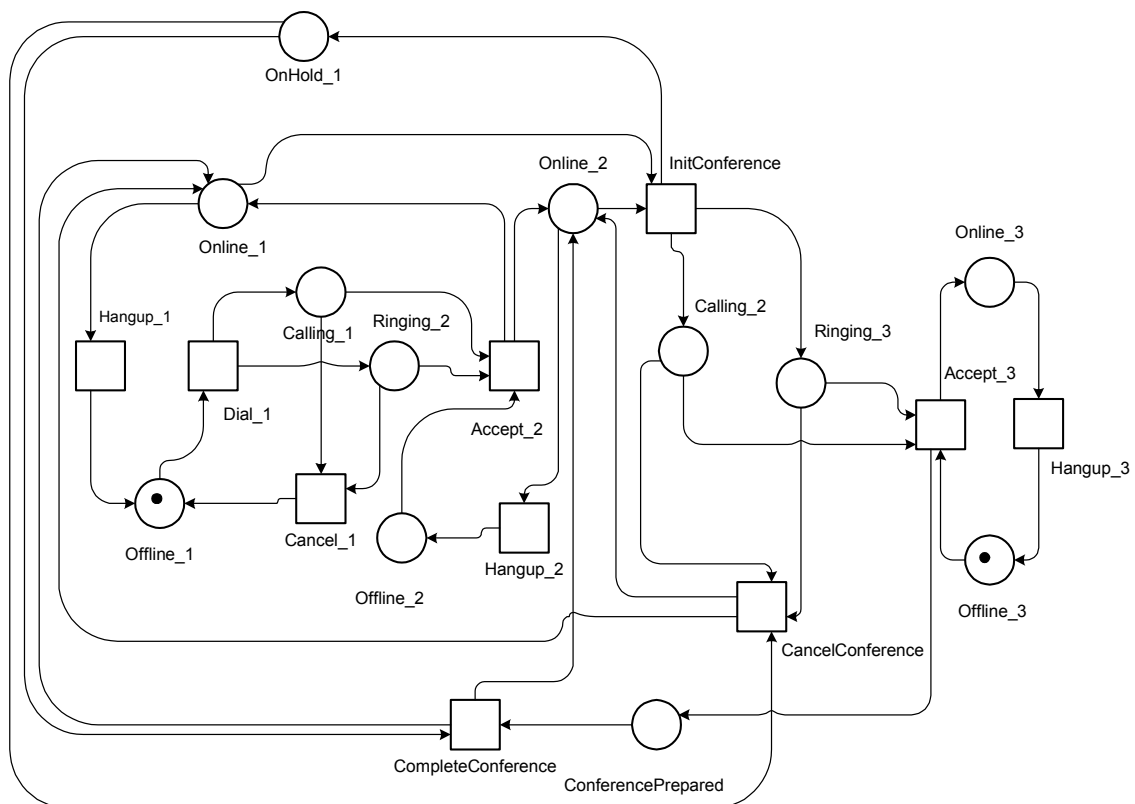 OnHold_1
Online_2
InitConference
Online_3
Online_1
Calling_2
Hangup_1
Calling_1
Ringing_2
Ringing_3
Accept_3
Dial_1
Accept_2
Hangup_3
Cancel_1
Offline_1
Hangup_2
Offline_2
Offline_3
CancelConference
CompleteConference
ConferencePrepared